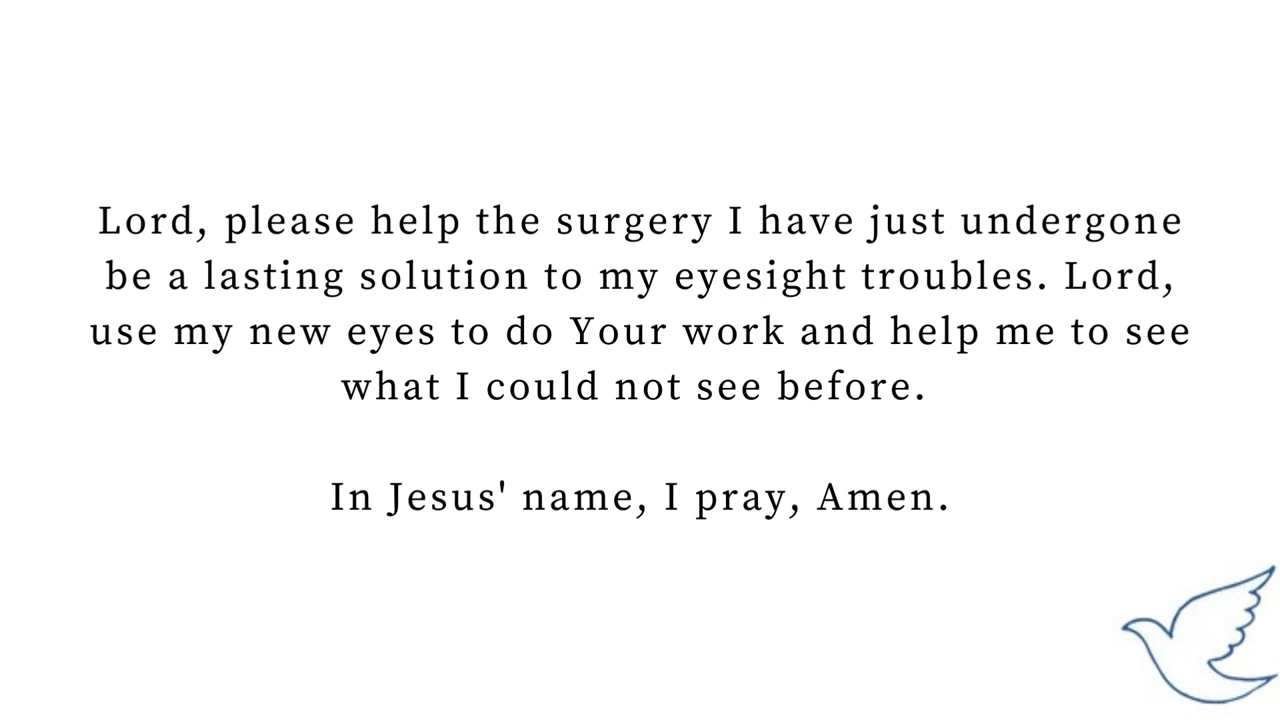 Lord, please help the surgery I have just undergone
be a lasting solution to my eyesight troubles. Lord,
use my new eyes to do Your work and help me to see
what I could not see before.
In Jesus' name, I pray, Amen.